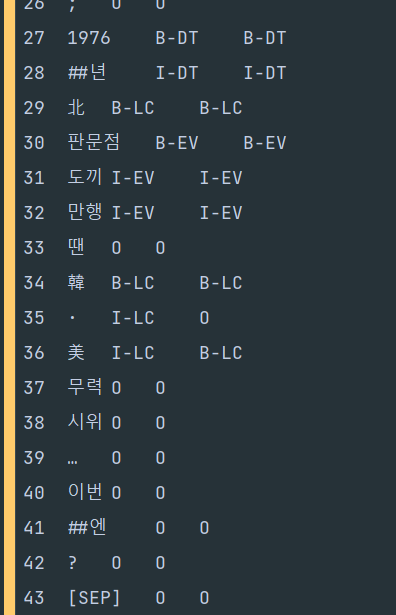 26 ; O O
27 1976 B-DT B-DT
28 ##년 I-DT I-DT
29 北 B-LC B-LC
30 판문점 B-EV B-EV
31 도끼 I-EV I-EV
32 만행 I-EV I-EV
33 땐 O O
34 韓 B-LC B-LC
35 · I-LC O
36 美 I-LC B-LC
37 무력 O O
38 시위 O O
39 … O O
40 이번 O O
41 ##엔 O O
42 ? O O
43 [SEP] O O